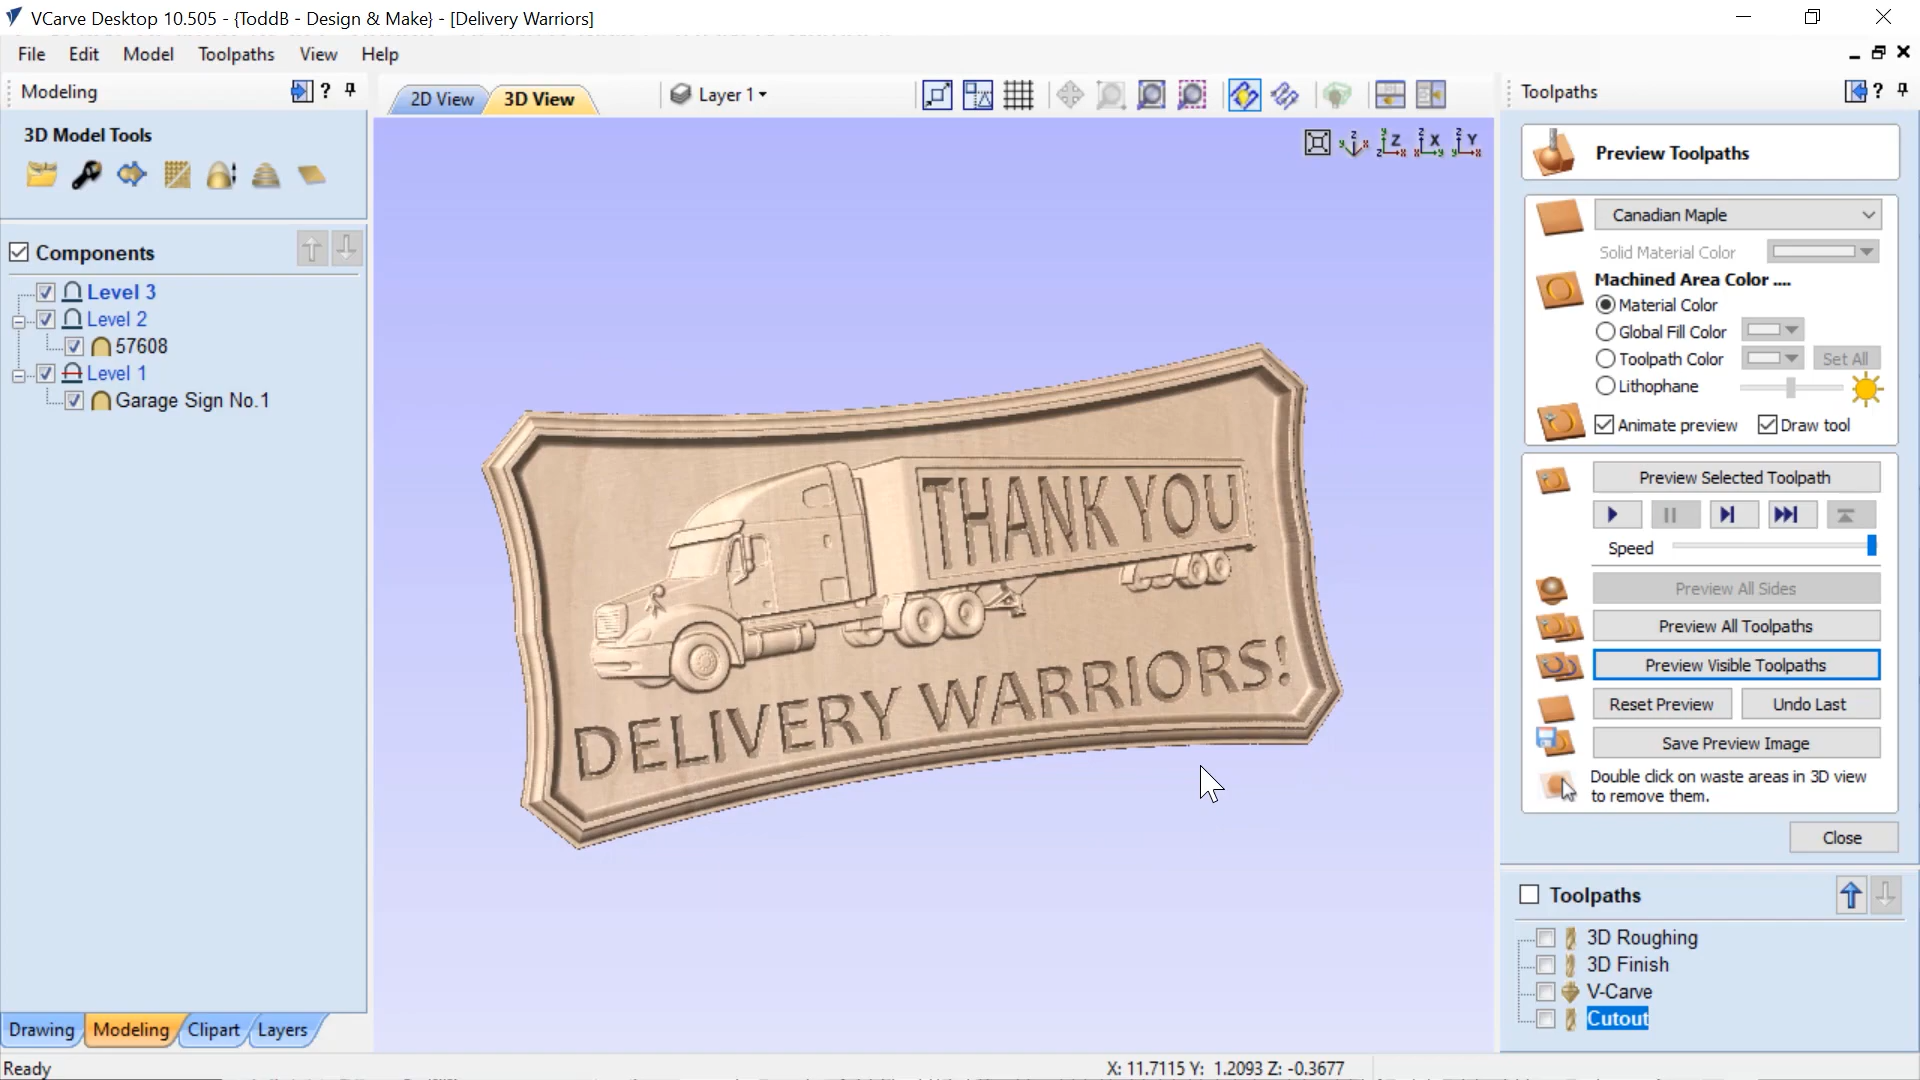 VCarve Desktop 10.505 - {ToddB - Design & Make} - [Delivery Warriors]
File Edit Model Toolpaths View Help
Modeling
3D Model Tools
Components
Level 3
Level 2
57608
Level 1
Garage Sign No.1
Drawing Modeling Clipart Layers
Ready
2D View 3D View Layer 1
THANK YOU
DELIVERY WARRIORS!
X: 11.7115 Y: 1.2093 Z: -0.3677
Toolpaths
Preview Toolpaths
Canadian Maple
Solid Material Color
Machined Area Color ....
Material Color
Global Fill Color
Toolpath Color Set All
Lithophane
Animate preview Draw tool
Preview Selected Toolpath
Speed
Preview All Sides
Preview All Toolpaths
Preview Visible Toolpaths
Reset Preview Undo Last
Save Preview Image
Double click on waste areas in 3D view
to remove them.
Close
Toolpaths
3D Roughing
3D Finish
V-Carve
Cutout